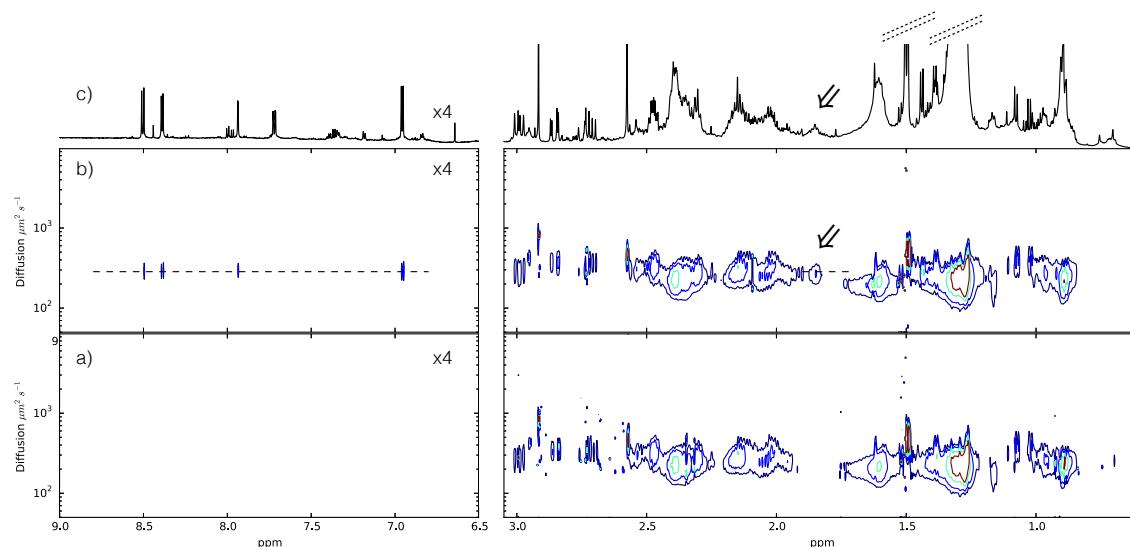 c)
x4
b)
x4
Diffusion μm² s⁻¹
10³
10²
a)
x4
9
Diffusion μm² s⁻¹
10³
10²
9.0 8.5 8.0 7.5 7.0 6.5 3.0 2.5 2.0 1.5 1.0
ppm ppm